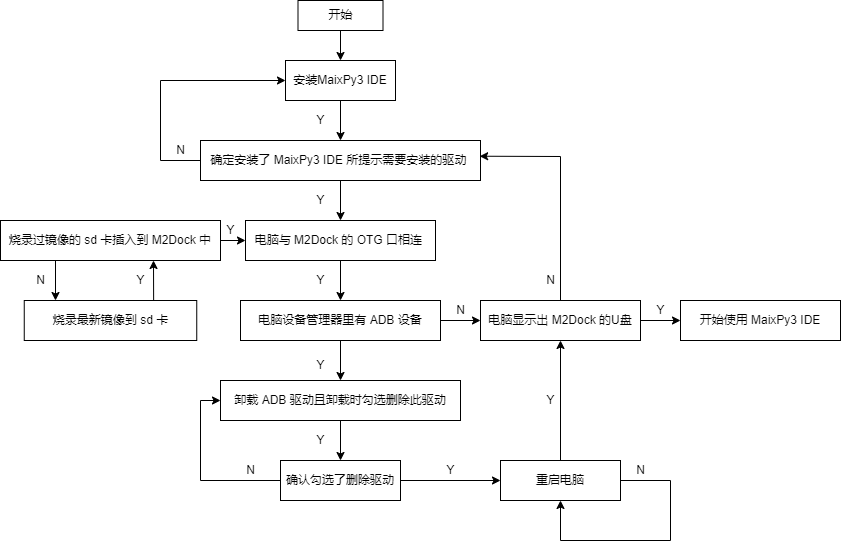 开始
安装MaixPy3 IDE
Y
N
确定安装了 MaixPy3 IDE 所提示需要安装的驱动
Y
烧录过镜像的 sd 卡插入到 M2Dock 中
Y
电脑与 M2Dock 的 OTG 口相连
N
Y
Y
N
烧录最新镜像到 sd 卡
电脑设备管理器里有 ADB 设备
N
电脑显示出 M2Dock 的U盘
Y
开始使用 MaixPy3 IDE
Y
卸载 ADB 驱动且卸载时勾选删除此驱动
Y
Y
N
确认勾选了删除驱动
Y
重启电脑
N